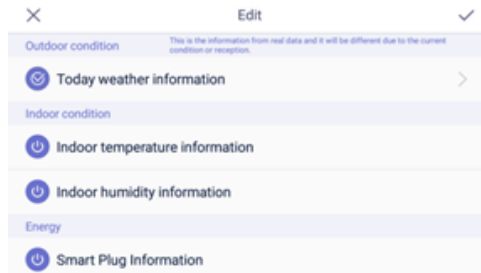 Edit
Outdoor condition
This is the information from real data and it will be different due to the current
condition or reception.
Today weather information
Indoor condition
Indoor temperature information
Indoor humidity information
Energy
Smart Plug Information